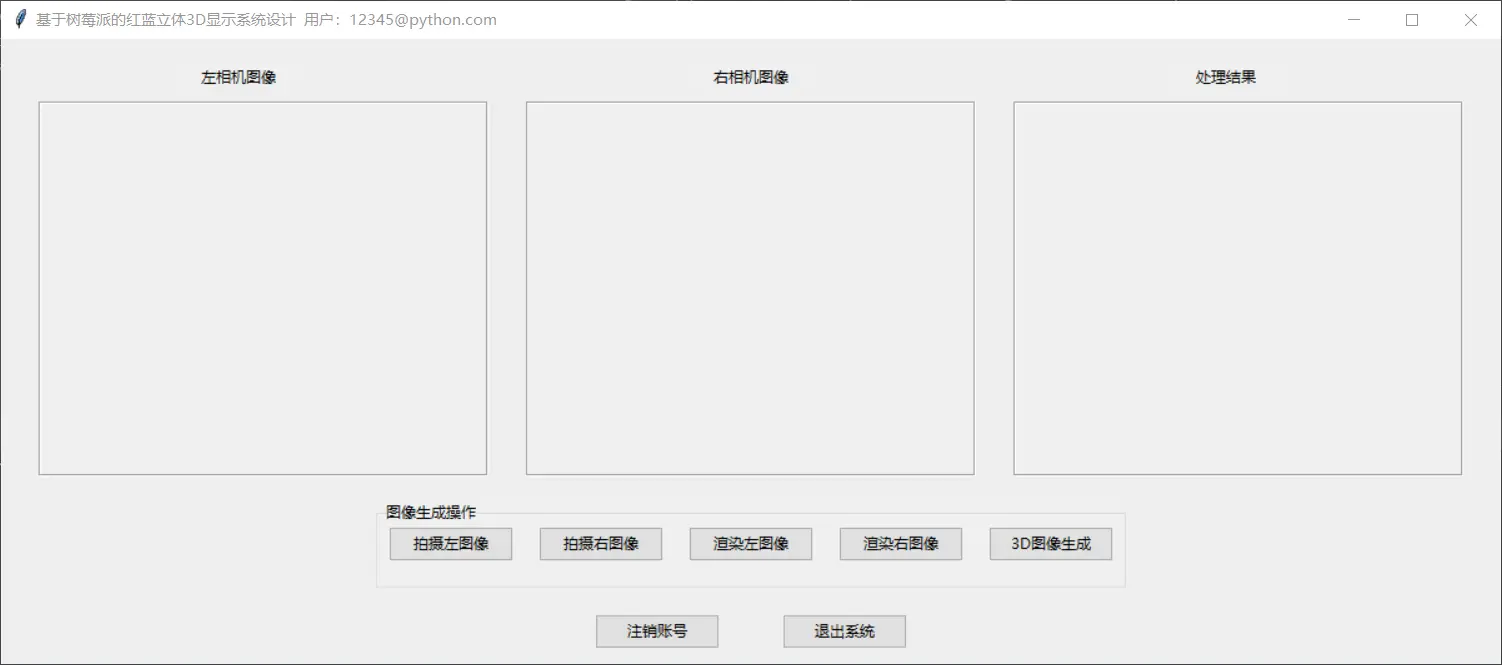 基于树莓派的红蓝立体3D显示系统设计 用户：12345@python.com
左相机图像 右相机图像 处理结果
图像生成操作
拍摄左图像 拍摄右图像 渲染左图像 渲染右图像 3D图像生成
注销账号 退出系统